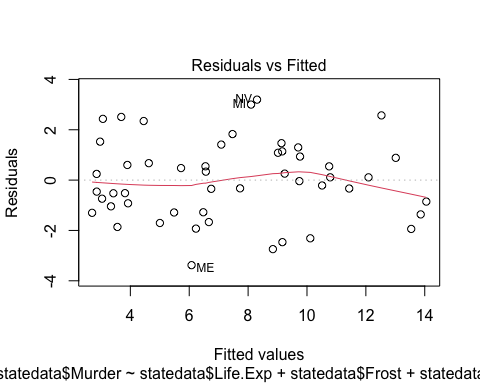 Residuals vs Fitted
Residuals
4
2
0
-2
-4
NV
MI
ME
4
6
8
10
12
14
Fitted values
statedata$Murder ~ statedata$Life.Exp + statedata$Frost + statedata